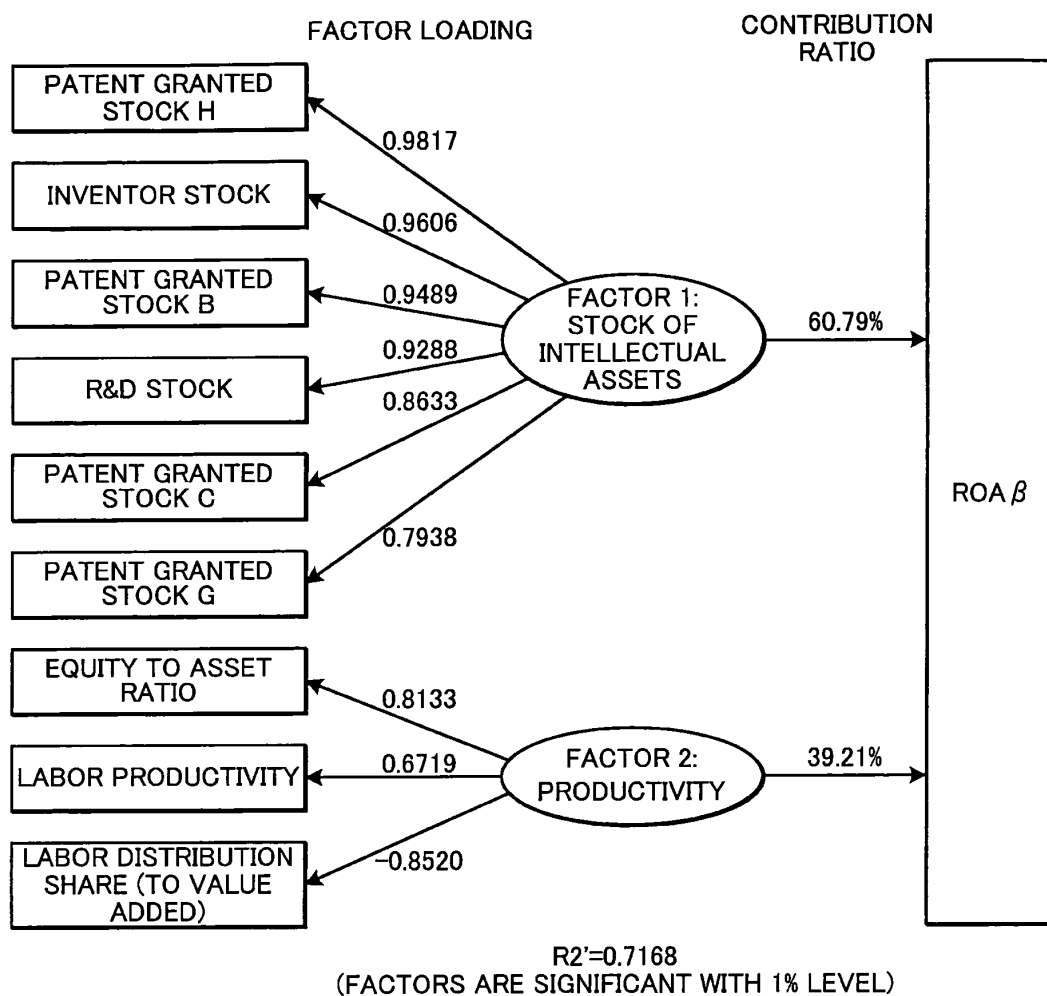 FACTOR LOADING
CONTRIBUTION
RATIO
PATENT GRANTED
STOCK H
0.9817
INVENTOR STOCK
0.9606
PATENT GRANTED
STOCK B
0.9489
R&D STOCK
0.9288
PATENT GRANTED
STOCK C
0.8633
PATENT GRANTED
STOCK G
0.7938
FACTOR 1:
STOCK OF
INTELLECTUAL
ASSETS
60.79%
ROA β
EQUITY TO ASSET
RATIO
0.8133
LABOR PRODUCTIVITY
0.6719
LABOR DISTRIBUTION
SHARE (TO VALUE
ADDED)
-0.8520
FACTOR 2:
PRODUCTIVITY
39.21%
R2'=0.7168
(FACTORS ARE SIGNIFICANT WITH 1% LEVEL)